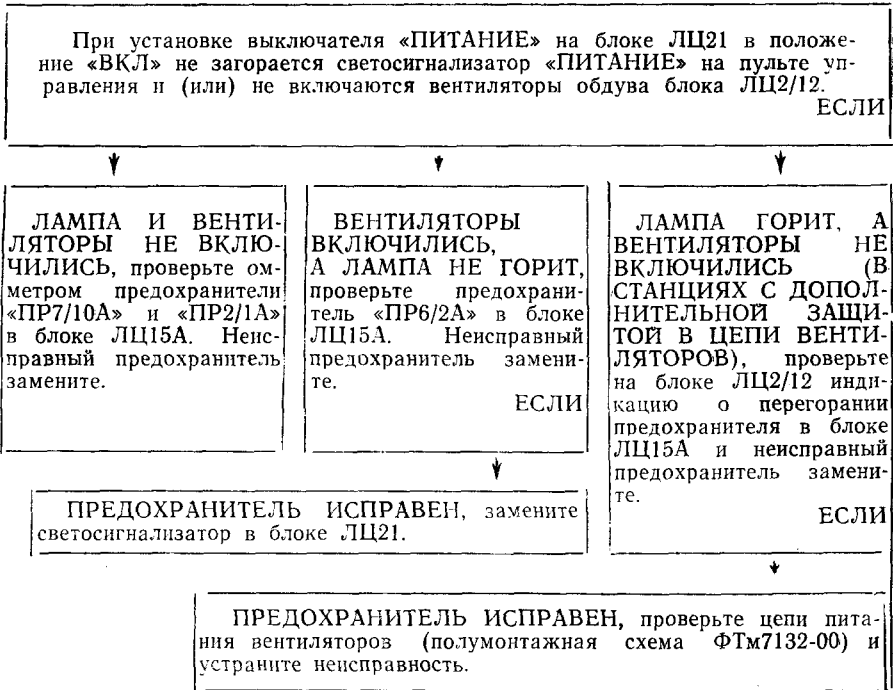 При установке выключателя «ПИТАНИЕ» на блоке ЛЦ21 в положе-
ние «ВКЛ» не загорается светосигнализатор «ПИТАНИЕ» на пульте уп-
равления и (или) не включаются вентиляторы обдува блока ЛЦ2/12.
ЕСЛИ
ЛАМПА И ВЕНТИ-
ЛЯТОРЫ НЕ ВКЛЮ-
ЧИЛИСЬ, проверьте ом-
метром предохранители
«ПР7/10А» и «ПР2/1А»
в блоке ЛЦ15А. Неис-
правный предохранитель
замените.
ВЕНТИЛЯТОРЫ
ВКЛЮЧИЛИСЬ,
А ЛАМПА НЕ ГОРИТ,
проверьте предохрани-
тель «ПР6/2А» в блоке
ЛЦ15А. Неисправный
предохранитель замени-
те.
ЕСЛИ
ЛАМПА ГОРИТ, А
ВЕНТИЛЯТОРЫ НЕ
ВКЛЮЧИЛИСЬ (В
СТАНЦИЯХ С ДОПОЛ-
НИТЕЛЬНОЙ ЗАЩИ-
ТОЙ В ЦЕПИ ВЕНТИ-
ЛЯТОРОВ), проверьте
на блоке ЛЦ2/12 инди-
кацию о перегорании
предохранителя в блоке
ЛЦ15А и неисправный
предохранитель замени-
те.
ЕСЛИ
ПРЕДОХРАНИТЕЛЬ ИСПРАВЕН, замените
светосигнализатор в блоке ЛЦ21.
ПРЕДОХРАНИТЕЛЬ ИСПРАВЕН, проверьте цепи пита-
ния вентиляторов (полумонтажная схема ФТм7132-00) и
устраните неисправность.